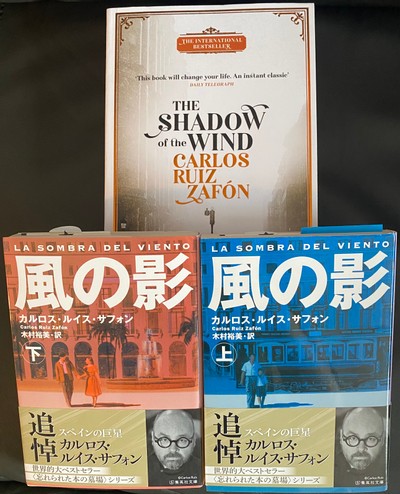 THE INTERNATIONAL
BESTSELLER
'This book will change your life. An instant classic'
DAILY TELEGRAPH
THE
SHADOW
of the
WIND
CARLOS
RUIZ
ZAFÓN
LA SOMBRA DEL VIENTO
風の影
カルロス・ルイス・サフォン
Carlos Ruiz Zafón
木村裕美・訳
下
追悼
スペインの巨星
カルロス・
ルイス・サフォン
世界的大ベストセラー
〈忘れられた本の墓場〉シリーズ
©Carlos Ruiz
集英社文庫
LA SOMBRA DEL VIENTO
風の影
カルロス・ルイス・サフォン
Carlos Ruiz Zafón
木村裕美・訳
上
追悼
スペインの巨星
カルロス・
ルイス・サフォン
世界的大ベストセラー
〈忘れられた本の墓場〉シリーズ
©Carlos Ruiz
集英社文庫